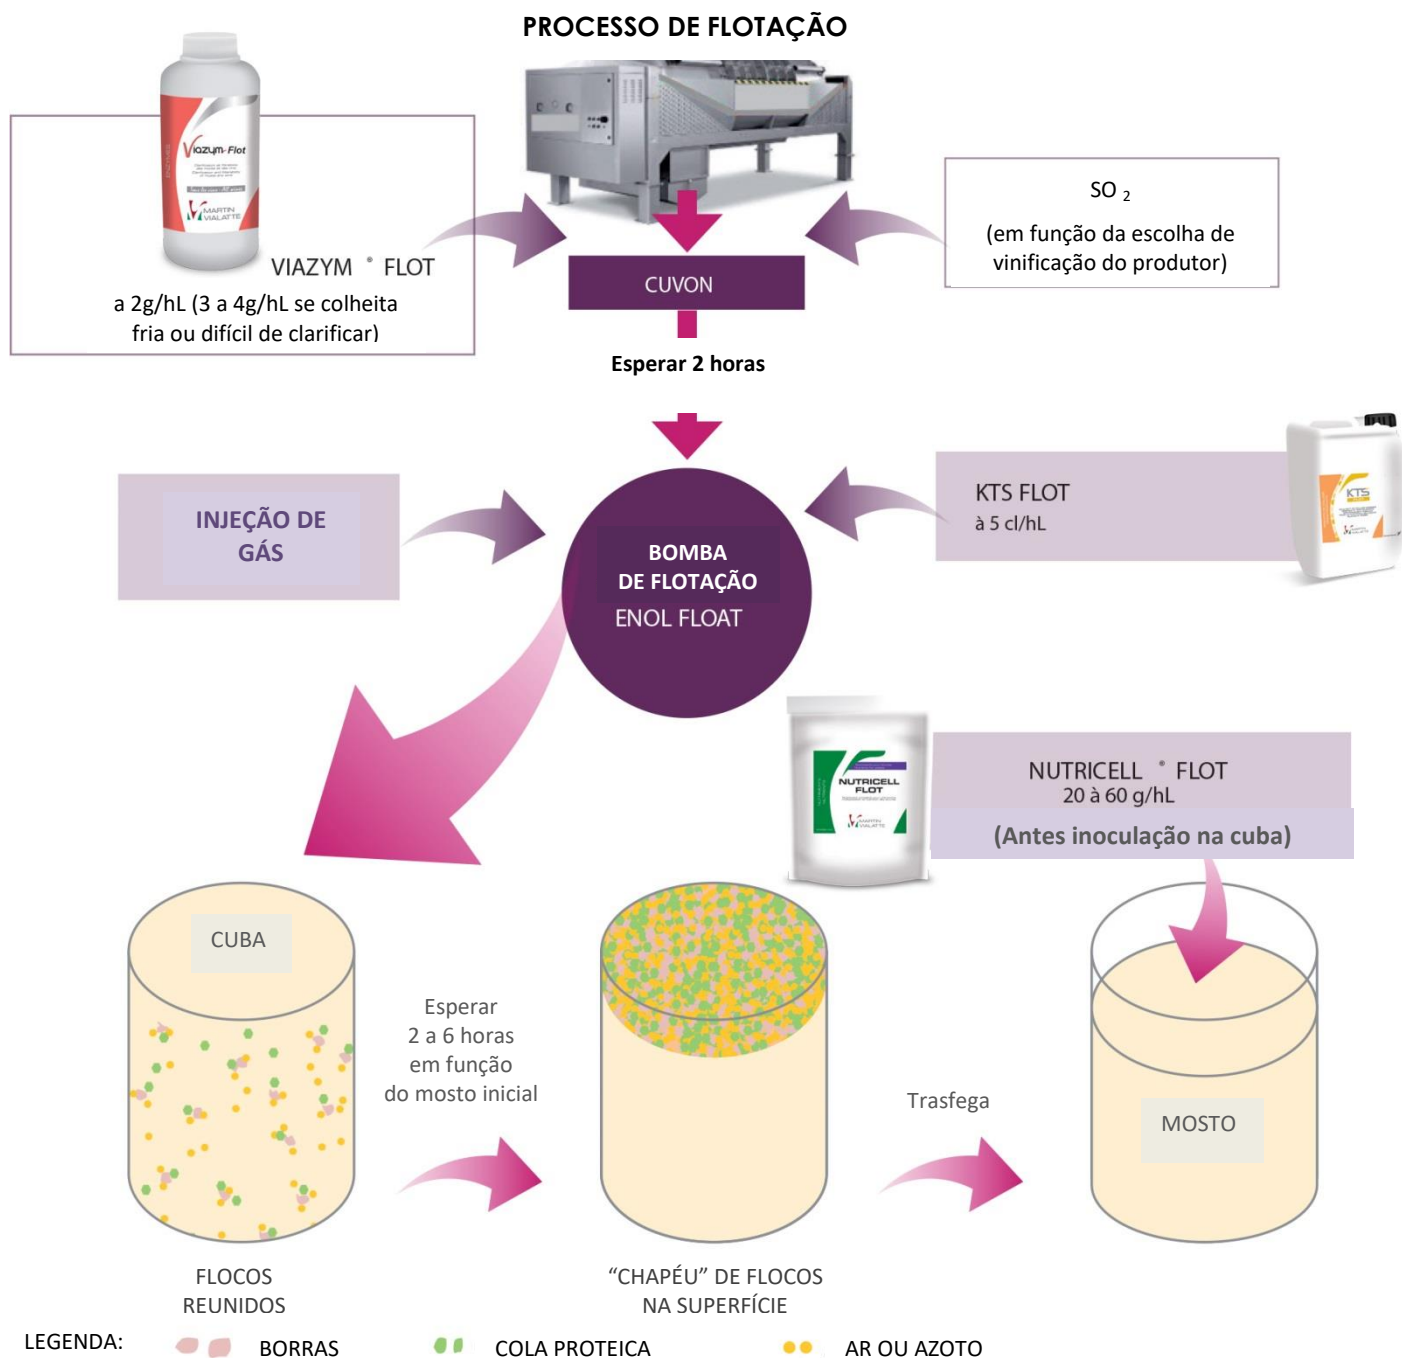 PROCESSO DE FLOTAÇÃO
ENZYMES
Viazym Flot
MARTIN
VIALATTE
VIAZYM ® FLOT
a 2g/hL (3 a 4g/hL se colheita
fria ou difícil de clarificar)
SO 2
(em função da escolha de
vinificação do produtor)
CUVON
Esperar 2 horas
INJEÇÃO DE
GÁS
BOMBA
DE FLOTAÇÃO
ENOL FLOAT
KTS FLOT
à 5 cl/hL
KTS
NUTRICELL
FLOT
MARTIN
VIALATTE
NUTRICELL ® FLOT
20 à 60 g/hL
(Antes inoculação na cuba)
CUBA
Esperar
2 a 6 horas
em função
do mosto inicial
Trasfega
MOSTO
FLOCOS
REUNIDOS
“CHAPÉU” DE FLOCOS
NA SUPERFÍCIE
LEGENDA:
BORRAS
COLA PROTEICA
AR OU AZOTO